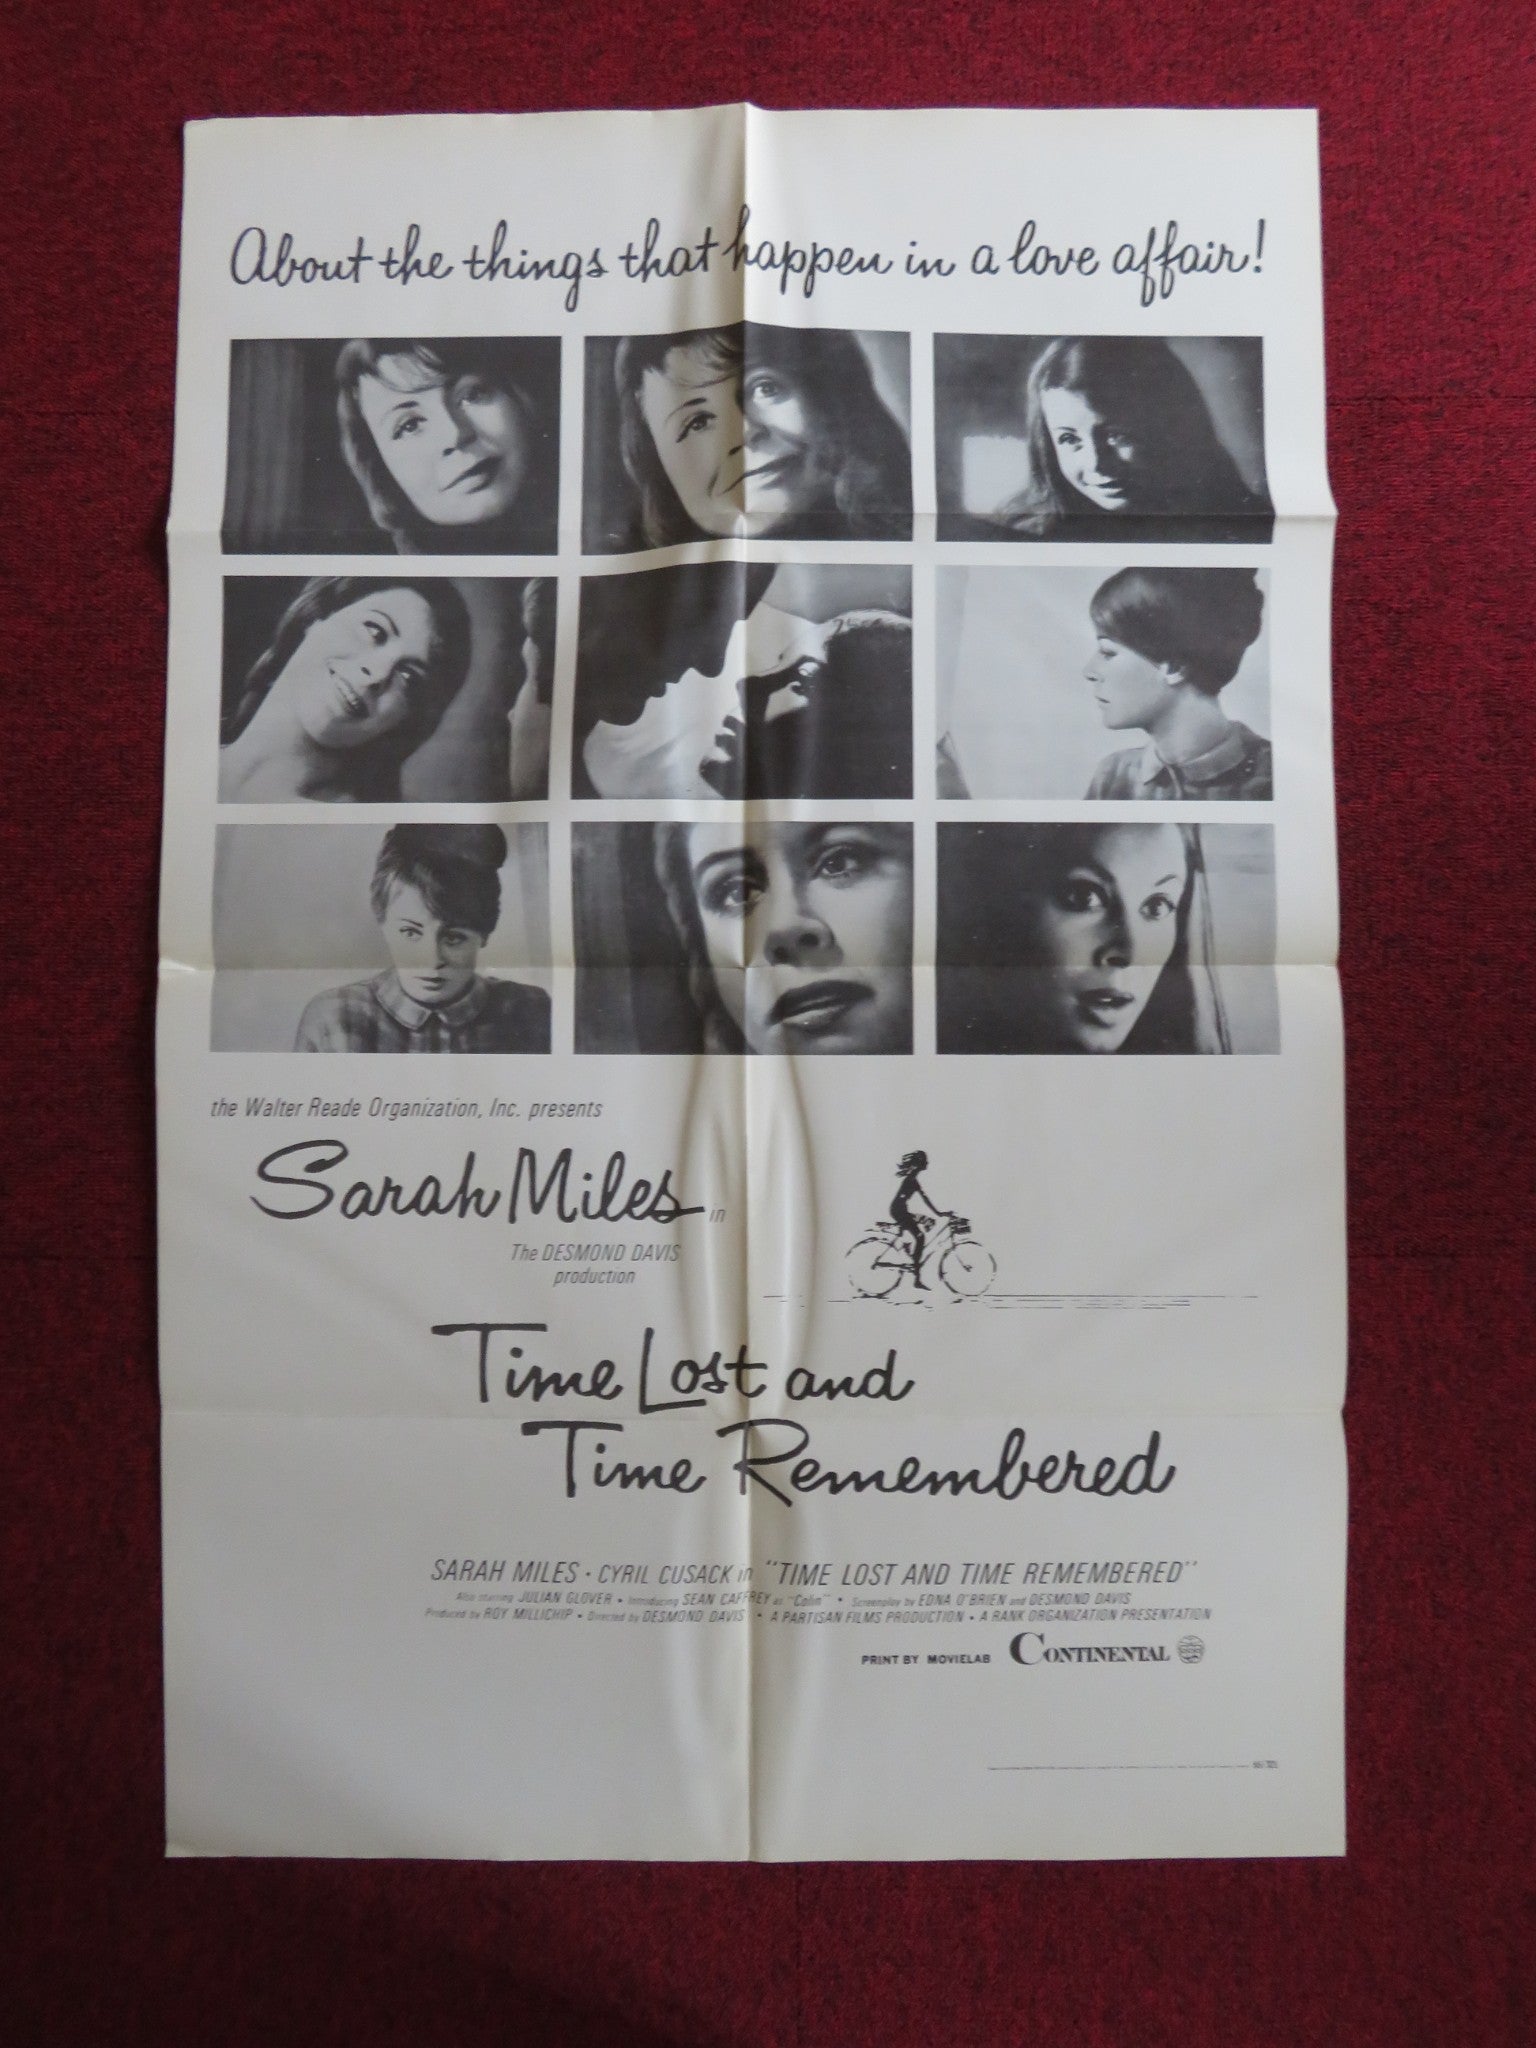 About the things that happen in a love affair!
the Walter Reade Organization, Inc. presents
Sarah Miles in
The DESMOND DAVIS
production
Time Lost and
Time Remembered
SARAH MILES • CYRIL CUSACK in "TIME LOST AND TIME REMEMBERED"
Also starring JULIAN GLOVER • Introducing SEAN CAFFREY as "Colin" • Screenplay by EDNA O'BRIEN and DESMOND DAVIS
Produced by ROY MILLICHIP • Directed by DESMOND DAVIS • A PARTISAN FILMS PRODUCTION • A RANK ORGANIZATION PRESENTATION
PRINT BY MOVIELAB CONTINENTAL